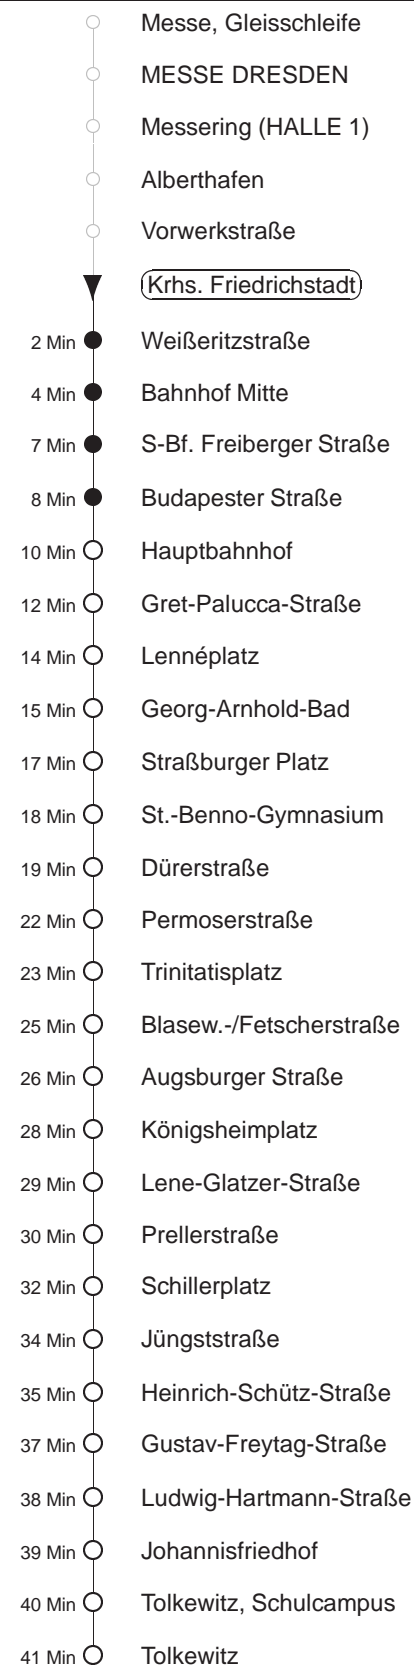 Messe, Gleisschleife
MESSE DRESDEN
Messering (HALLE 1)
Alberthafen
Vorwerkstraße
Krhs. Friedrichstadt
2 Min Weißeritzstraße
4 Min Bahnhof Mitte
7 Min S-Bf. Freiberger Straße
8 Min Budapester Straße
10 Min Hauptbahnhof
12 Min Gret-Palucca-Straße
14 Min Lennéplatz
15 Min Georg-Arnhold-Bad
17 Min Straßburger Platz
18 Min St.-Benno-Gymnasium
19 Min Dürerstraße
22 Min Permoserstraße
23 Min Trinitatisplatz
25 Min Blasew.-/Fetscherstraße
26 Min Augsburger Straße
28 Min Königsheimplatz
29 Min Lene-Glatzer-Straße
30 Min Prellerstraße
32 Min Schillerplatz
34 Min Jüngststraße
35 Min Heinrich-Schütz-Straße
37 Min Gustav-Freytag-Straße
38 Min Ludwig-Hartmann-Straße
39 Min Johannisfriedhof
40 Min Tolkewitz, Schulcampus
41 Min Tolkewitz